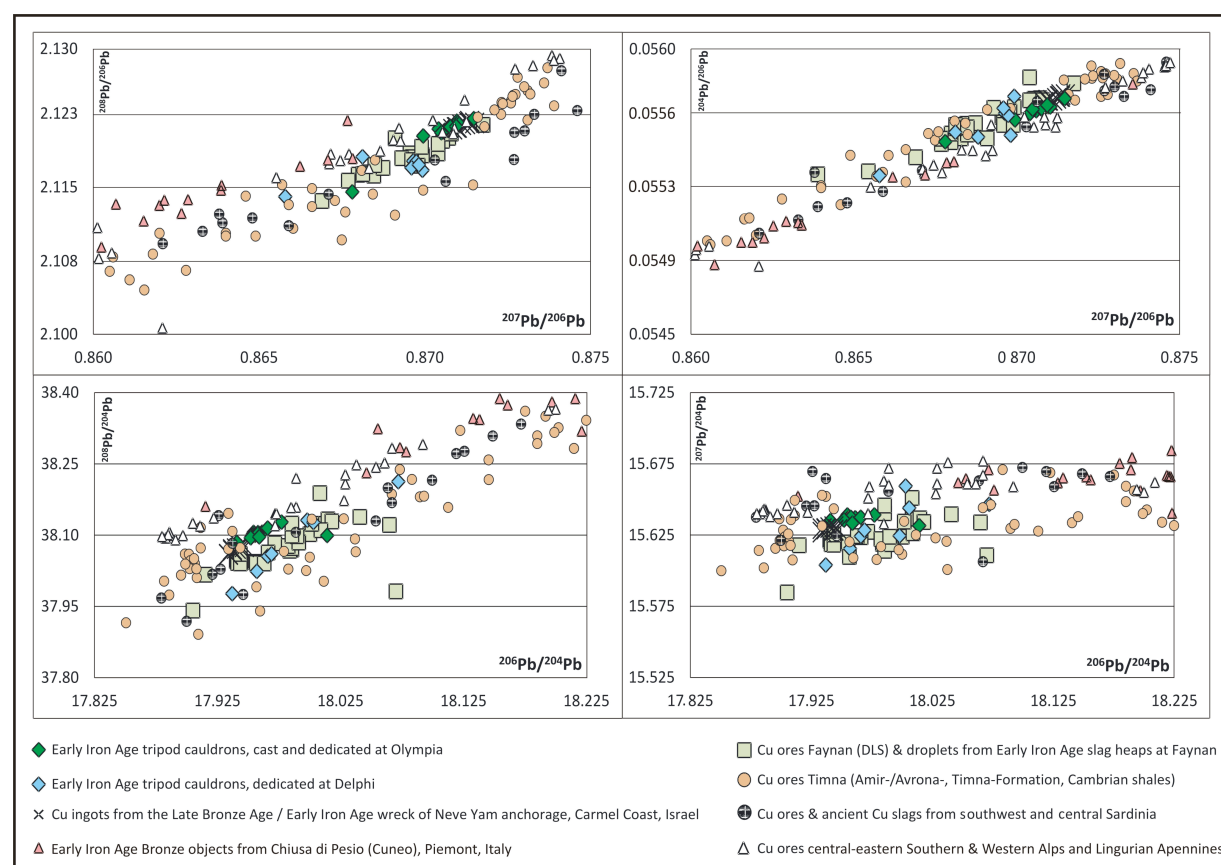 2.130
2.123
2.115
2.108
2.100
²⁰⁸Pb/²⁰⁶Pb
²⁰⁷Pb/²⁰⁶Pb
0.860 0.865 0.870 0.875
0.0560
0.0556
0.0553
0.0549
0.0545
²⁰⁴Pb/²⁰⁶Pb
²⁰⁷Pb/²⁰⁶Pb
0.860 0.865 0 870 0.875
38.40
38.25
38.10
37.95
37.80
²⁰⁸Pb/²⁰⁴Pb
²⁰⁶Pb/²⁰⁴Pb
17.825 17.925 18.025 18.125 18.225
15.725
15.675
15.625
15.575
15.525
²⁰⁷Pb/²⁰⁴Pb
²⁰⁶Pb/²⁰⁴Pb
17.825 17.925 18.025 18.125 18.225
Early Iron Age tripod cauldrons, cast and dedicated at Olympia
Early Iron Age tripod cauldrons, dedicated at Delphi
Cu ingots from the Late Bronze Age / Early Iron Age wreck of Neve Yam anchorage, Carmel Coast, Israel
Early Iron Age Bronze objects from Chiusa di Pesio (Cuneo), Piemont, Italy
Cu ores Faynan (DLS) & droplets from Early Iron Age slag heaps at Faynan
Cu ores Timna (Amir-/Avrona-, Timna-Formation, Cambrian shales)
Cu ores & ancient Cu slags from southwest and central Sardinia
Cu ores central-eastern Southern & Western Alps and Lingurian Apennines